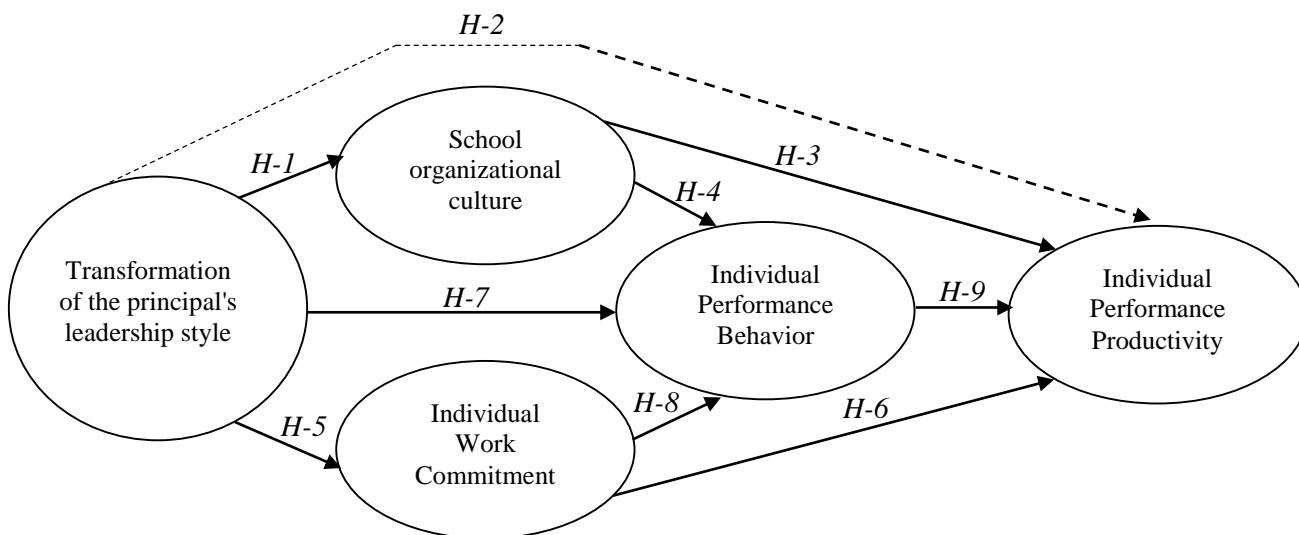 H-2
School
organizational
culture
H-1
H-3
H-4
Transformation
of the principal's
leadership style
H-7
Individual
Performance
Behavior
H-9
Individual
Performance
Productivity
H-5
Individual
Work
Commitment
H-8
H-6